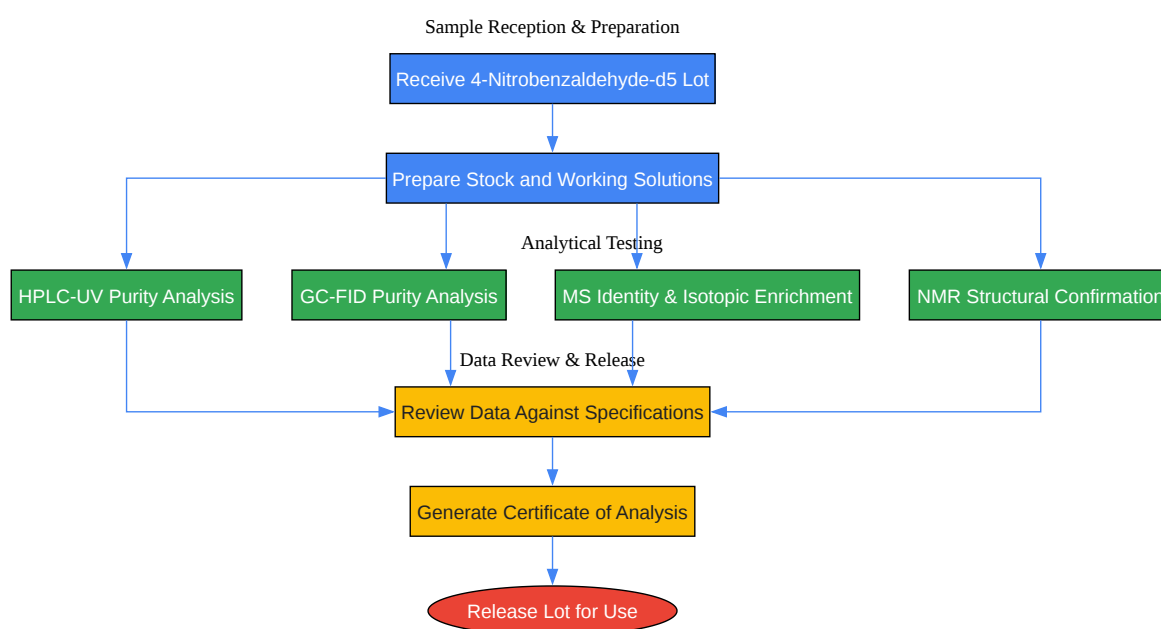 Sample Reception & Preparation
Receive 4-Nitrobenzaldehyde-d5 Lot
Prepare Stock and Working Solutions
Analytical Testing
HPLC-UV Purity Analysis
GC-FID Purity Analysis
MS Identity & Isotopic Enrichment
NMR Structural Confirmation
Data Review & Release
Review Data Against Specifications
Generate Certificate of Analysis
Release Lot for Use